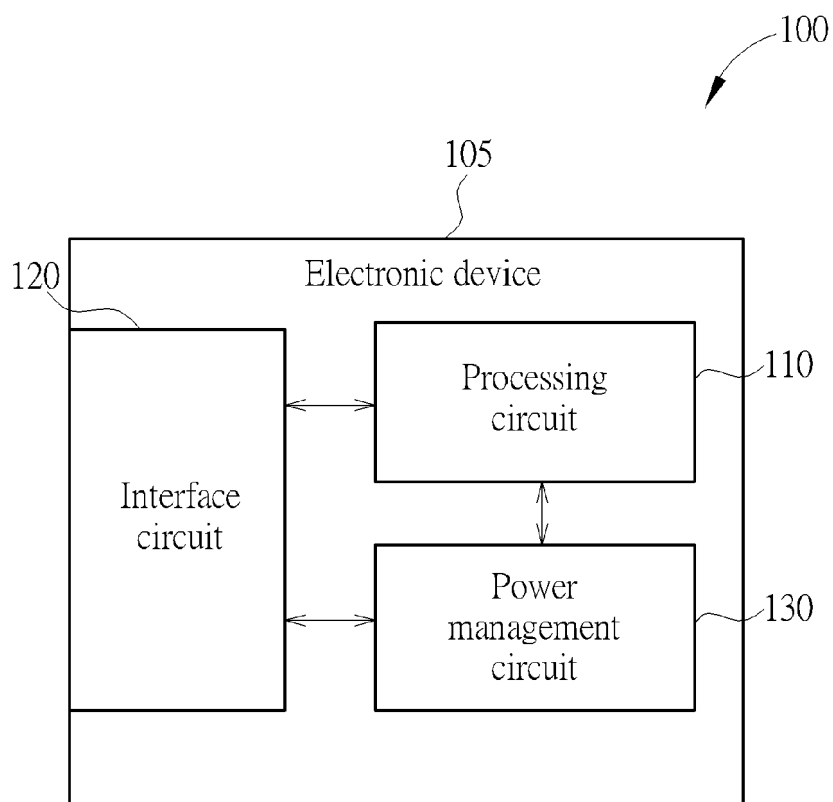 100
105
Electronic device
120
Processing
circuit
110
Interface
circuit
Power
management
circuit
130